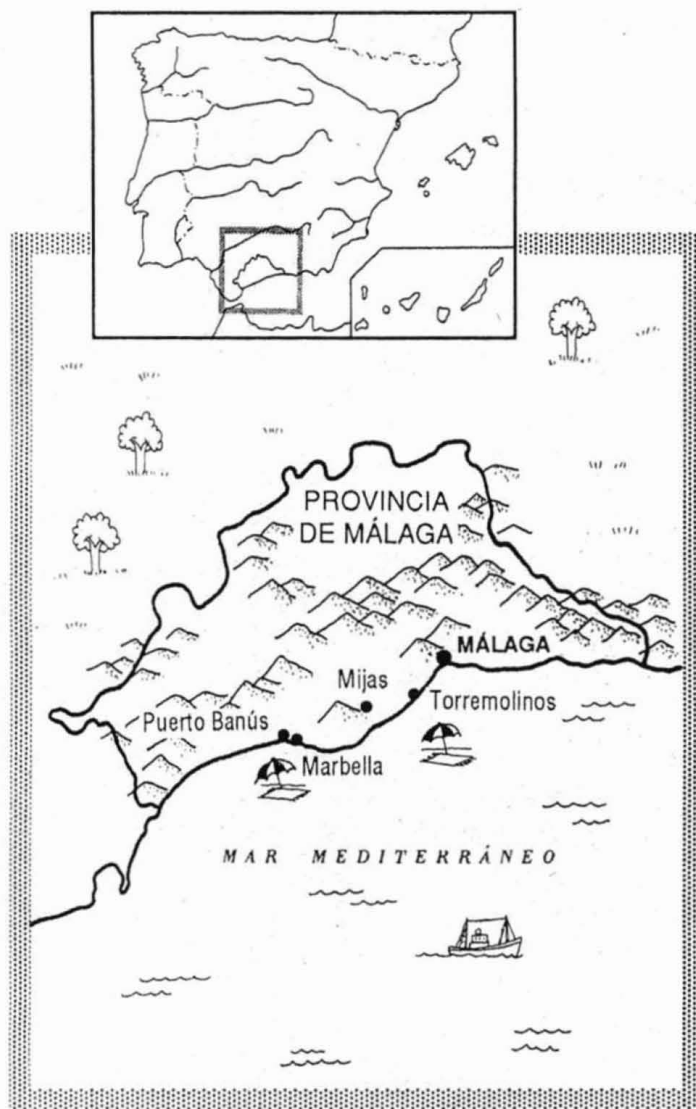 PROVINCIA
DE MÁLAGA
MÁLAGA
Mijas
Torremolinos
Puerto Banús
Marbella
MAR MEDITERRÁNEO